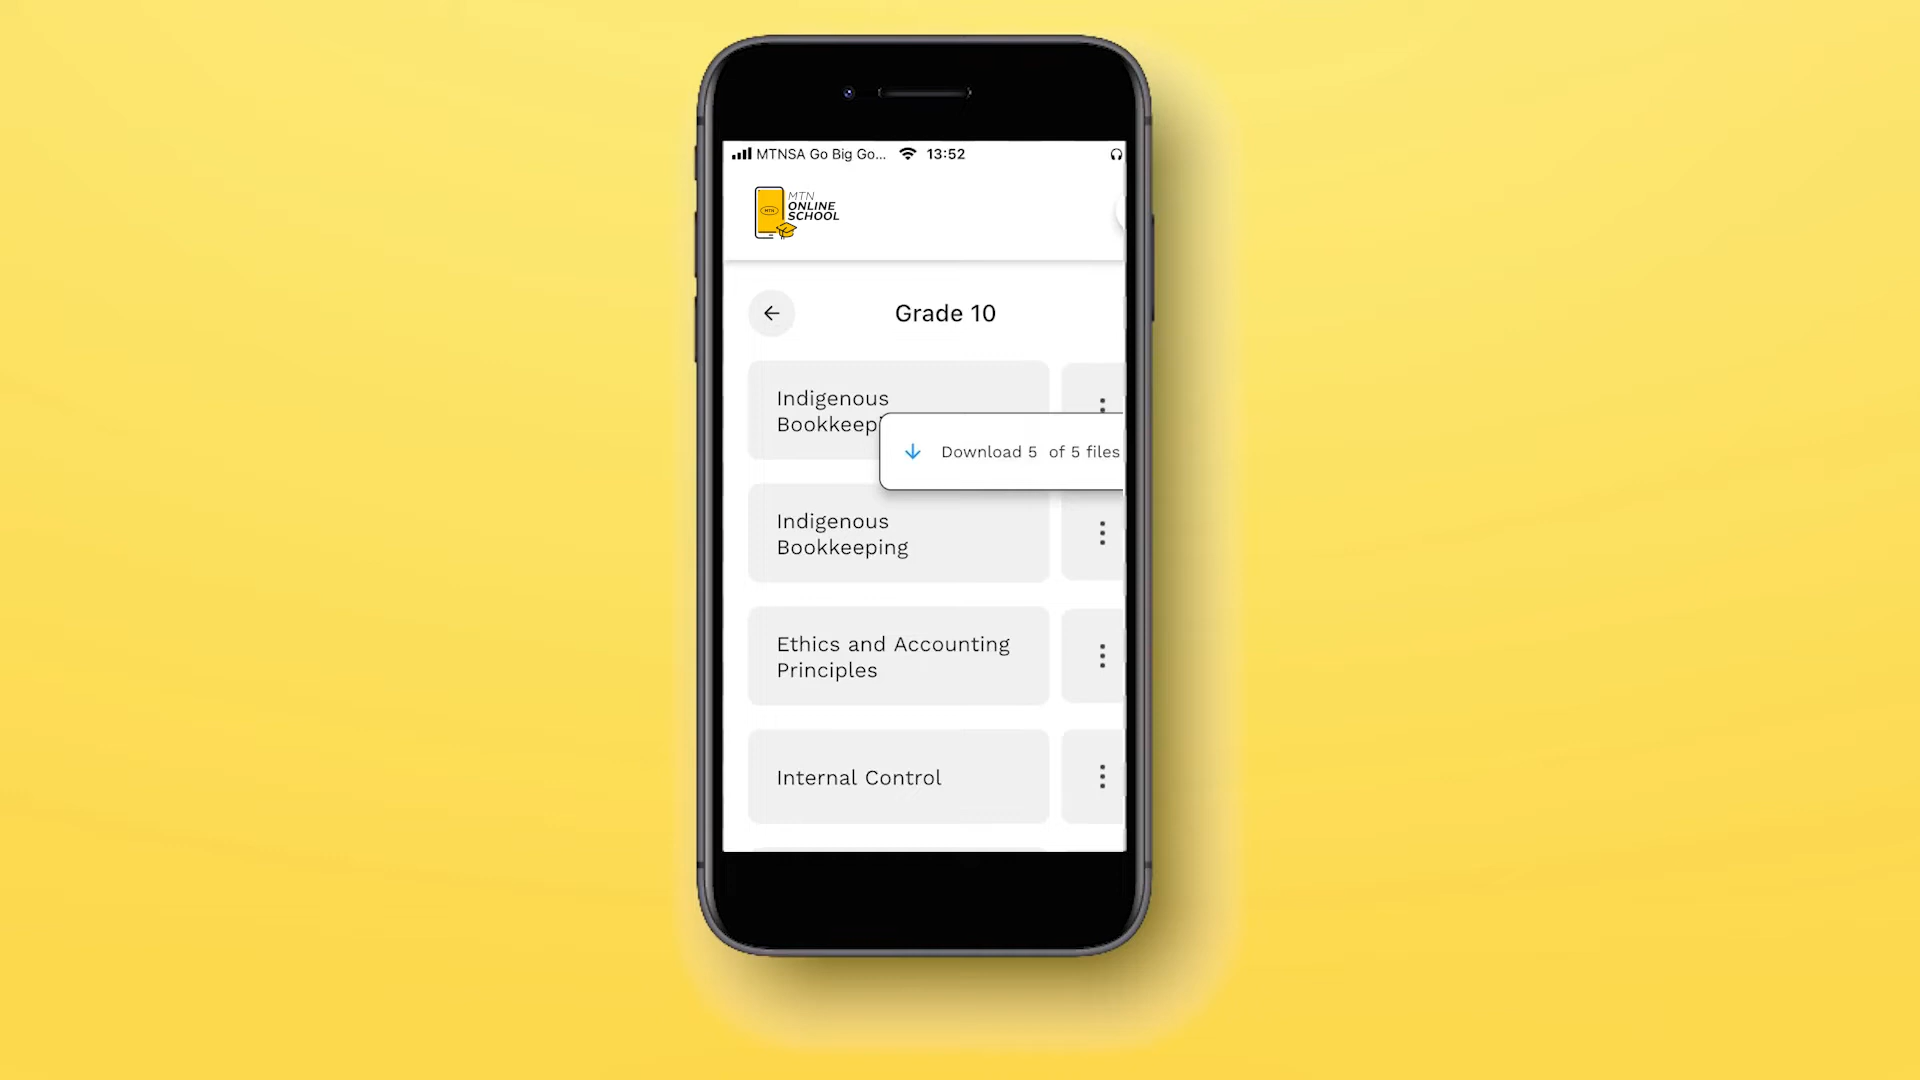 MTNSA Go Big Go... 13:52
MTN
ONLINE
SCHOOL
Grade 10
Indigenous
Bookkeepi
Download 5 of 5 files
Indigenous
Bookkeeping
Ethics and Accounting
Principles
Internal Control